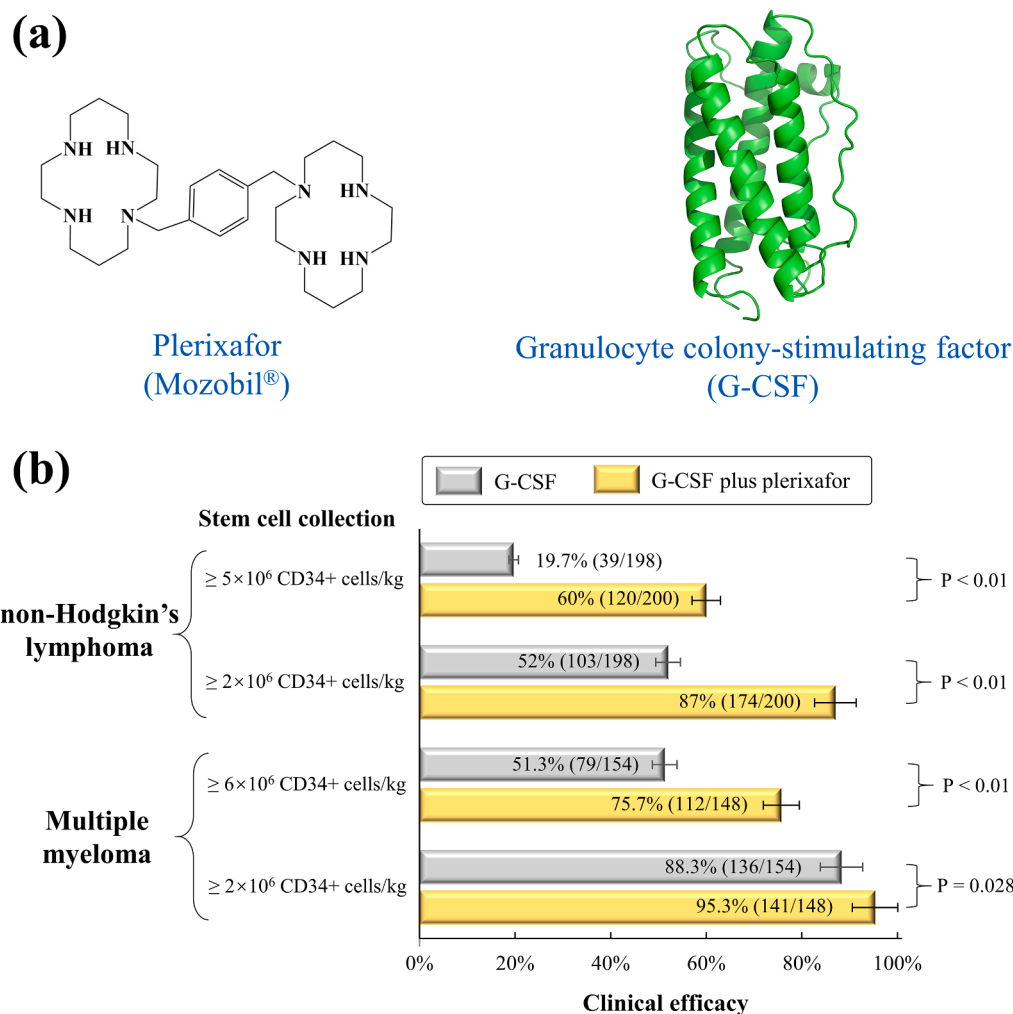 (a)
NH HN
NH N
N HN
NH HN
Plerixafor
(Mozobil®)
Granulocyte colony-stimulating factor
(G-CSF)
(b)
G-CSF
G-CSF plus plerixafor
Stem cell collection
non-Hodgkin's
lymphoma
≥ 5×10⁶ CD34+ cells/kg
19.7% (39/198)
60% (120/200)
P < 0.01
≥ 2×10⁶ CD34+ cells/kg
52% (103/198)
87% (174/200)
P < 0.01
Multiple
myeloma
≥ 6×10⁶ CD34+ cells/kg
51.3% (79/154)
75.7% (112/148)
P < 0.01
≥ 2×10⁶ CD34+ cells/kg
88.3% (136/154)
95.3% (141/148)
P = 0.028
0% 20% 40% 60% 80% 100%
Clinical efficacy